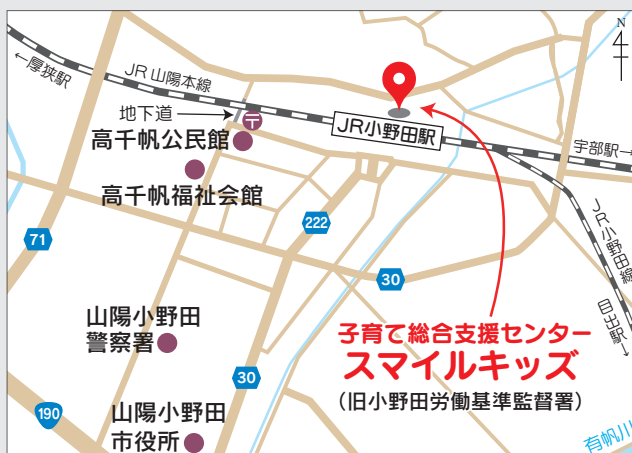 N
←厚狭駅
JR山陽本線
地下道
〒
高千帆公民館
JR小野田駅
宇部駅→
高千帆福祉会館
JR小野田線
目出駅→
222
71
30
山陽小野田
警察署
子育て総合支援センター
スマイルキッズ
(旧小野田労働基準監督署)
30
190
山陽小野田
市役所
有帆川